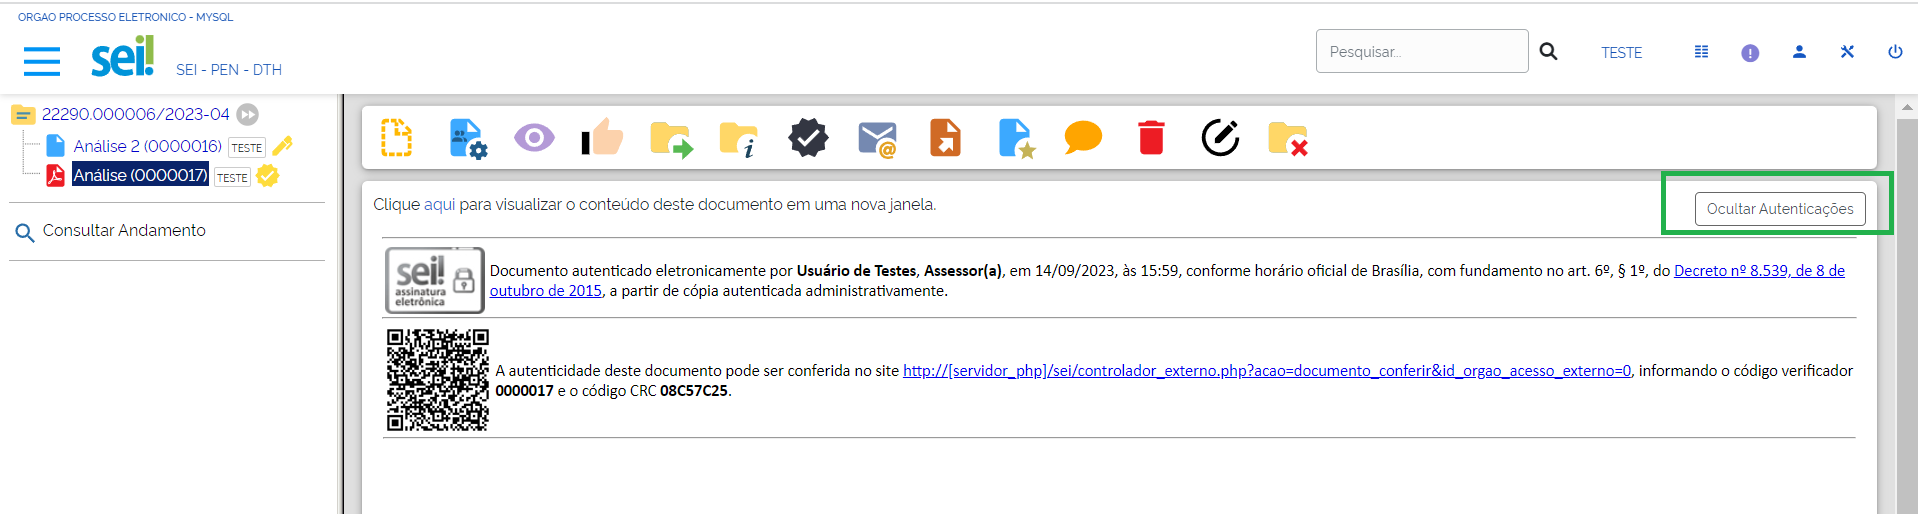 ORGAO PROCESSO ELETRONICO - MYSQL
sei!
SEI - PEN - DTH
Pesquisar...
TESTE
22290.000006/2023-04
Análise 2 (0000016) TESTE
Análise (0000017) TESTE
Consultar Andamento
Clique aqui para visualizar o conteúdo deste documento em uma nova janela.
Ocultar Autenticações
sei!
assinatura
eletrônica
Documento autenticado eletronicamente por Usuário de Testes, Assessor(a), em 14/09/2023, às 15:59, conforme horário oficial de Brasília, com fundamento no art. 6º, § 1º, do Decreto nº 8.539, de 8 de
outubro de 2015, a partir de cópia autenticada administrativamente.
A autenticidade deste documento pode ser conferida no site http://[servidor_php]/sei/controlador_externo.php?acao=documento_conferir&id_orgao_acesso_externo=0, informando o código verificador
0000017 e o código CRC 08C57C25.